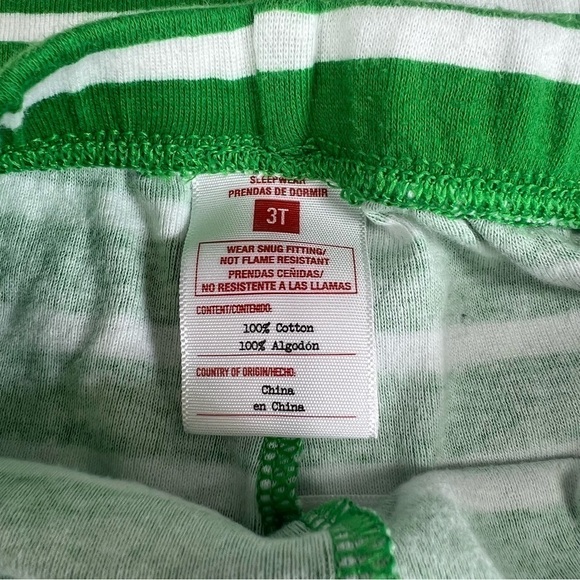 SLEEPWEAR
PRENDAS DE DORMIR
3T
WEAR SNUG FITTING/
NOT FLAME RESISTANT
PRENDAS CEÑIDAS/
NO RESISTENTE A LAS LLAMAS
CONTENT/CONTENIDO:
100% Cotton
100% Algodón
COUNTRY OF ORIGIN/HECHO:
China
en China